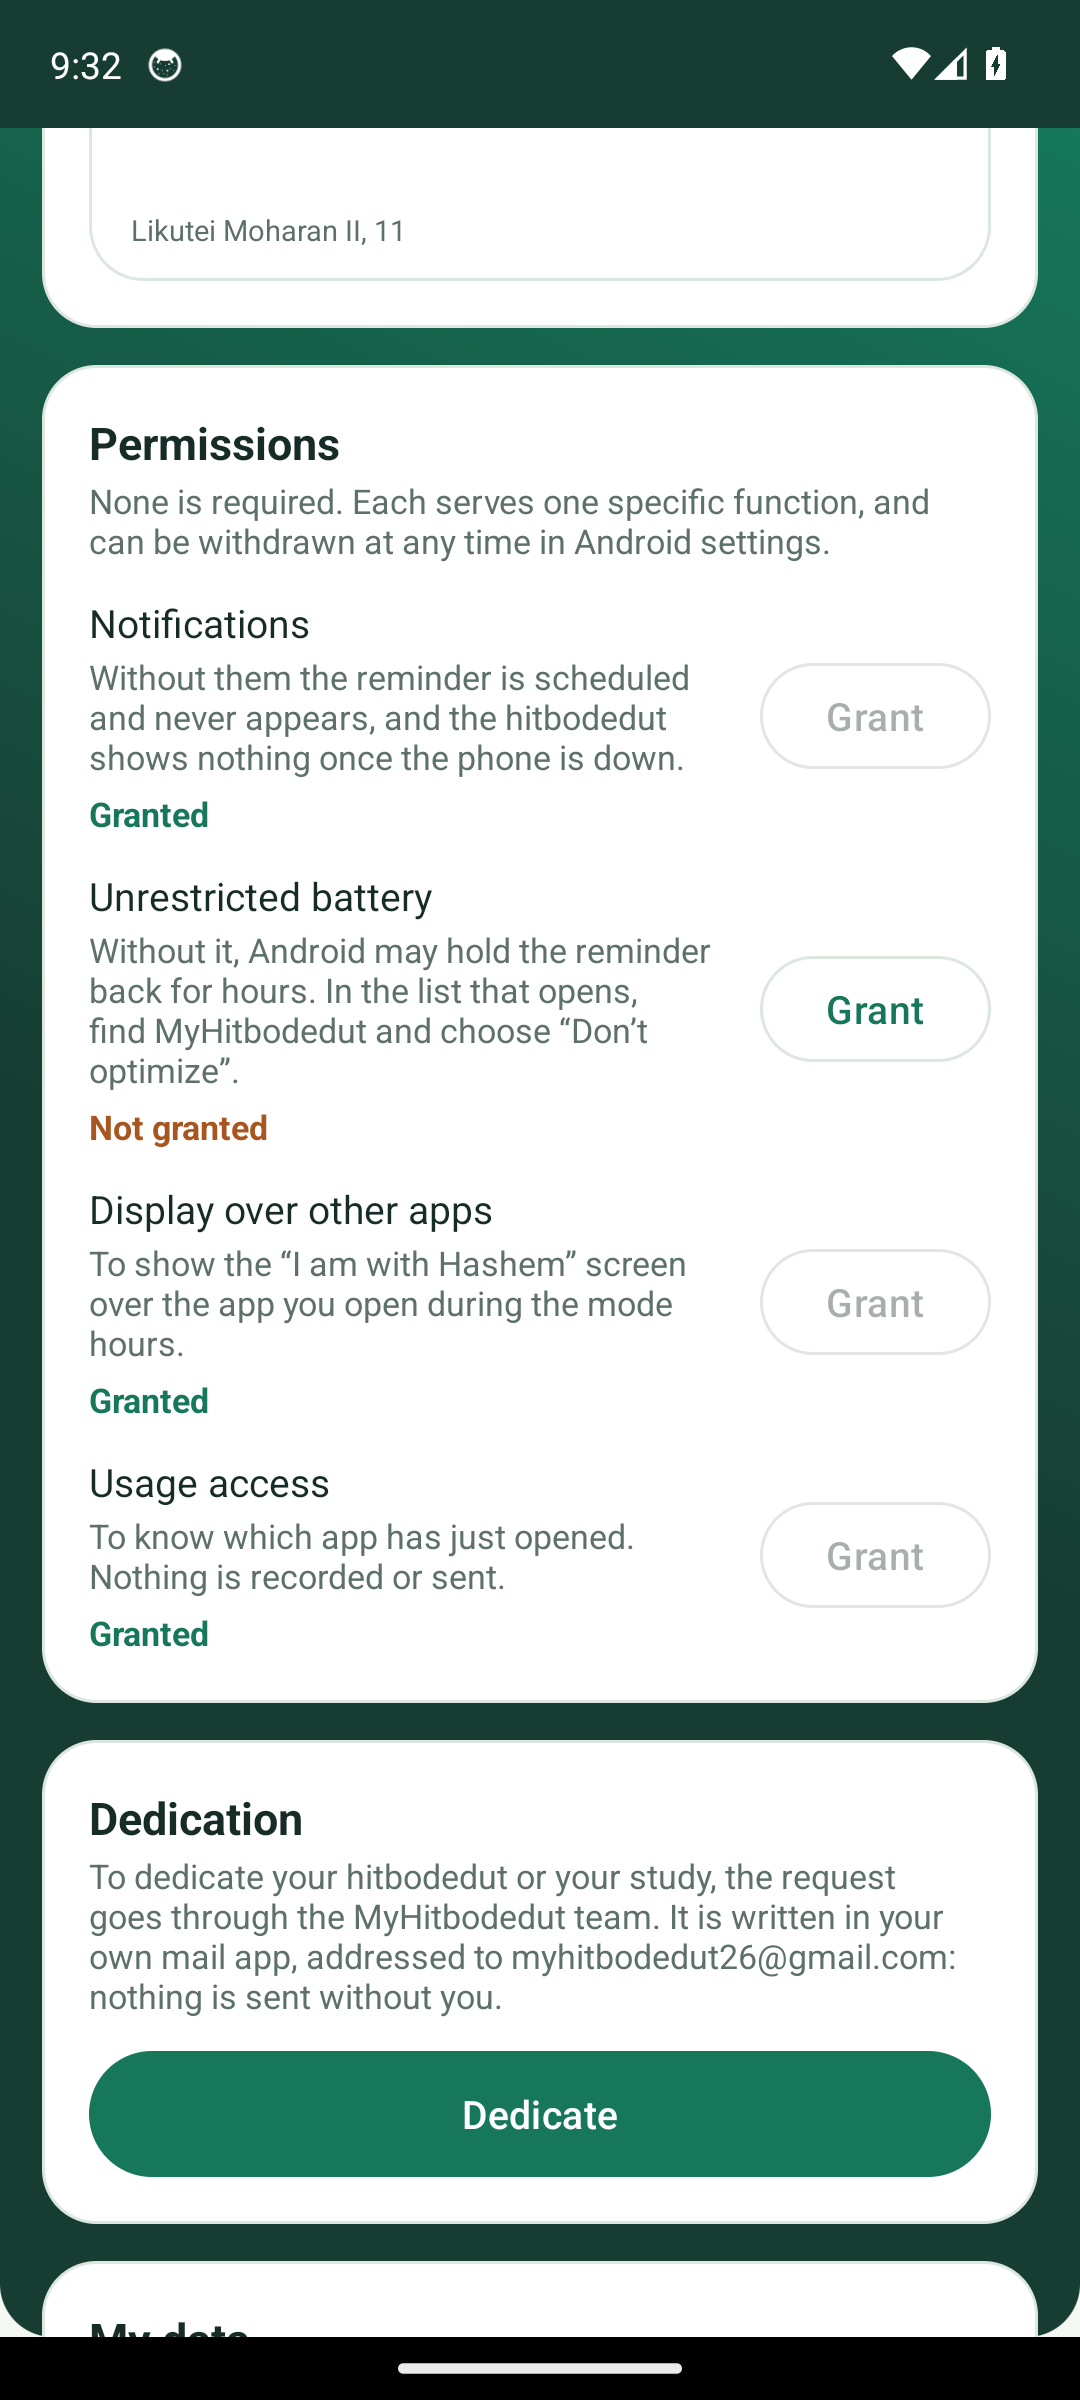 9:32
Likutei Moharan II, 11
Permissions
None is required. Each serves one specific function, and
can be withdrawn at any time in Android settings.
Notifications
Without them the reminder is scheduled
and never appears, and the hitbodedut
shows nothing once the phone is down.
Grant
Granted
Unrestricted battery
Without it, Android may hold the reminder
back for hours. In the list that opens,
find MyHitbodedut and choose “Don’t
optimize”.
Grant
Not granted
Display over other apps
To show the “I am with Hashem” screen
over the app you open during the mode
hours.
Grant
Granted
Usage access
To know which app has just opened.
Nothing is recorded or sent.
Grant
Granted
Dedication
To dedicate your hitbodedut or your study, the request
goes through the MyHitbodedut team. It is written in your
own mail app, addressed to myhitbodedut26@gmail.com:
nothing is sent without you.
Dedicate
My data